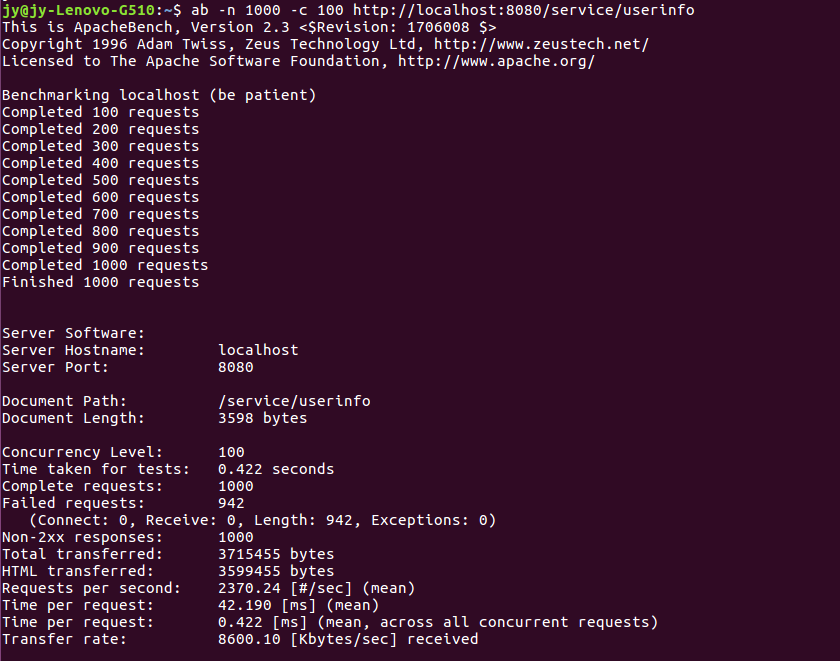 jy@jy-Lenovo-G510:~$ ab -n 1000 -c 100 http://localhost:8080/service/userinfo
This is ApacheBench, Version 2.3 <$Revision: 1706008 $>
Copyright 1996 Adam Twiss, Zeus Technology Ltd, http://www.zeustech.net/
Licensed to The Apache Software Foundation, http://www.apache.org/

Benchmarking localhost (be patient)
Completed 100 requests
Completed 200 requests
Completed 300 requests
Completed 400 requests
Completed 500 requests
Completed 600 requests
Completed 700 requests
Completed 800 requests
Completed 900 requests
Completed 1000 requests
Finished 1000 requests


Server Software:
Server Hostname:        localhost
Server Port:            8080

Document Path:          /service/userinfo
Document Length:        3598 bytes

Concurrency Level:      100
Time taken for tests:   0.422 seconds
Complete requests:      1000
Failed requests:        942
   (Connect: 0, Receive: 0, Length: 942, Exceptions: 0)
Non-2xx responses:      1000
Total transferred:      3715455 bytes
HTML transferred:       3599455 bytes
Requests per second:    2370.24 [#/sec] (mean)
Time per request:       42.190 [ms] (mean)
Time per request:       0.422 [ms] (mean, across all concurrent requests)
Transfer rate:          8600.10 [Kbytes/sec] received